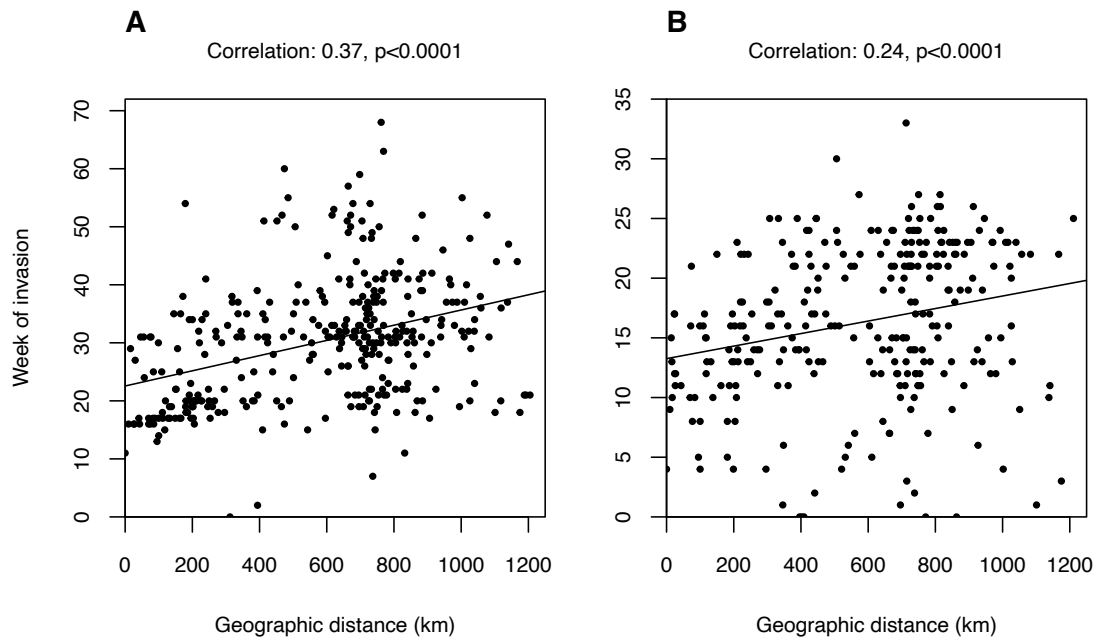 A
Correlation: 0.37, p<0.0001
70
60
50
40
30
20
10
0
Week of invasion
0 200 400 600 800 1000 1200
Geographic distance (km)
B
Correlation: 0.24, p<0.0001
35
30
25
20
15
10
5
0
0 200 400 600 800 1000 1200
Geographic distance (km)